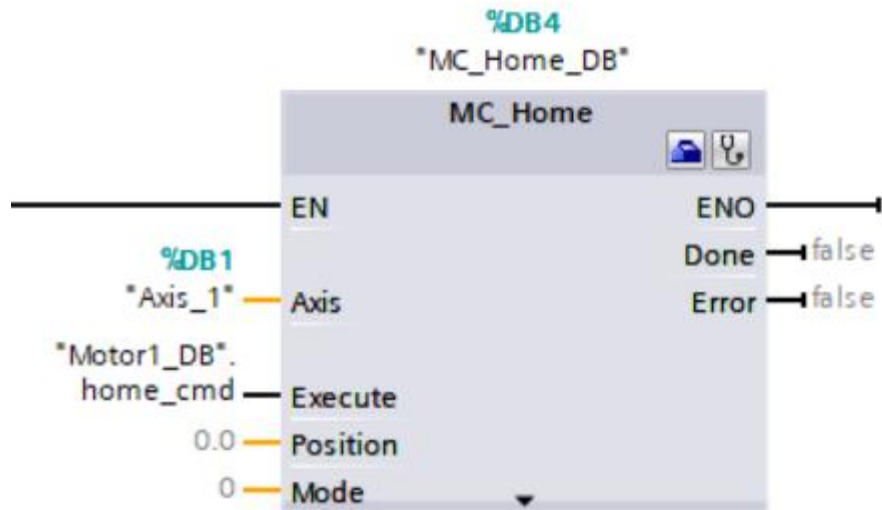 %DB4
"MC_Home_DB"
MC_Home
EN ENO
Done false
%DB1
"Axis_1" Axis Error false
"Motor1_DB".
home_cmd Execute
0.0 Position
0 Mode